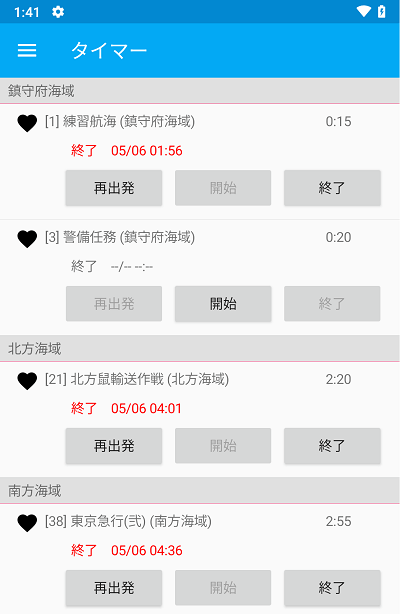 1:41
タイマー
鎮守府海域
[1] 練習航海 (鎮守府海域) 0:15
終了 05/06 01:56
再出発 開始 終了
[3] 警備任務 (鎮守府海域) 0:20
終了 --/-- --:--
再出発 開始 終了
北方海域
[21] 北方鼠輸送作戦 (北方海域) 2:20
終了 05/06 04:01
再出発 開始 終了
南方海域
[38] 東京急行(弐) (南方海域) 2:55
終了 05/06 04:36
再出発 開始 終了